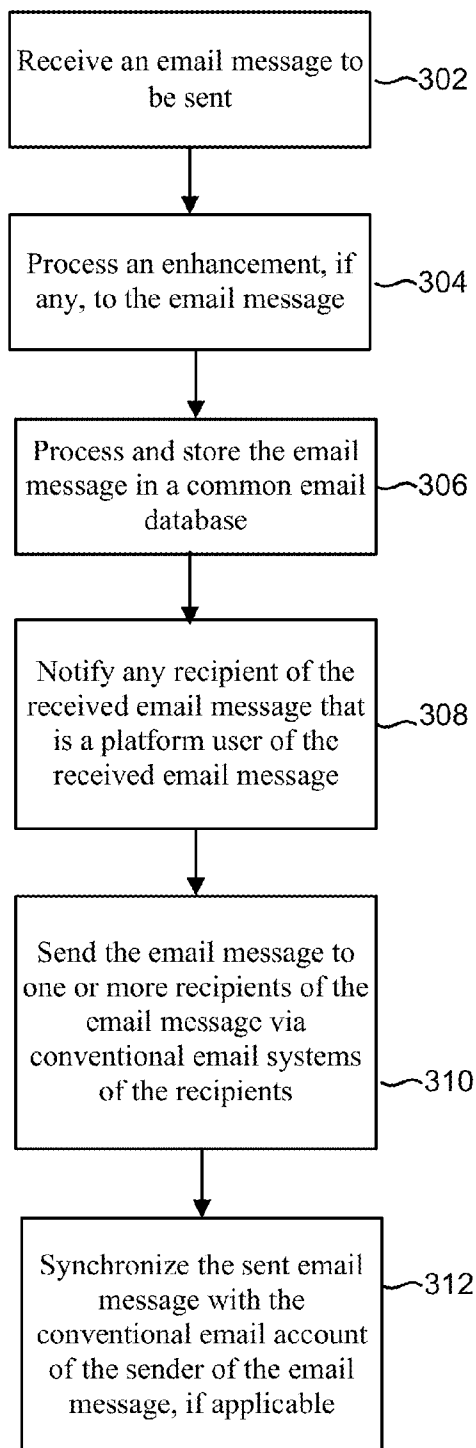 Receive an email message to
be sent
302
Process an enhancement, if
any, to the email message
304
Process and store the email
message in a common email
database
306
Notify any recipient of the
received email message that
is a platform user of the
received email message
308
Send the email message to
one or more recipients of the
email message via
conventional email systems
of the recipients
310
Synchronize the sent email
message with the
conventional email account
of the sender of the email
message, if applicable
312